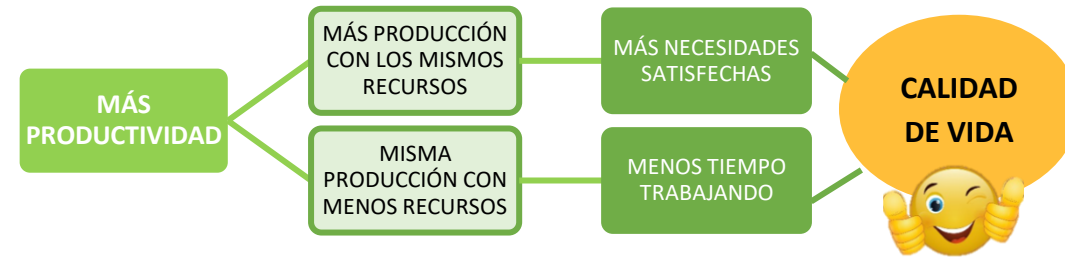 MÁS
PRODUCTIVIDAD
MÁS PRODUCCIÓN
CON LOS MISMOS
RECURSOS
MÁS NECESIDADES
SATISFECHAS
MISMA
PRODUCCIÓN CON
MENOS RECURSOS
MENOS TIEMPO
TRABAJANDO
CALIDAD
DE VIDA